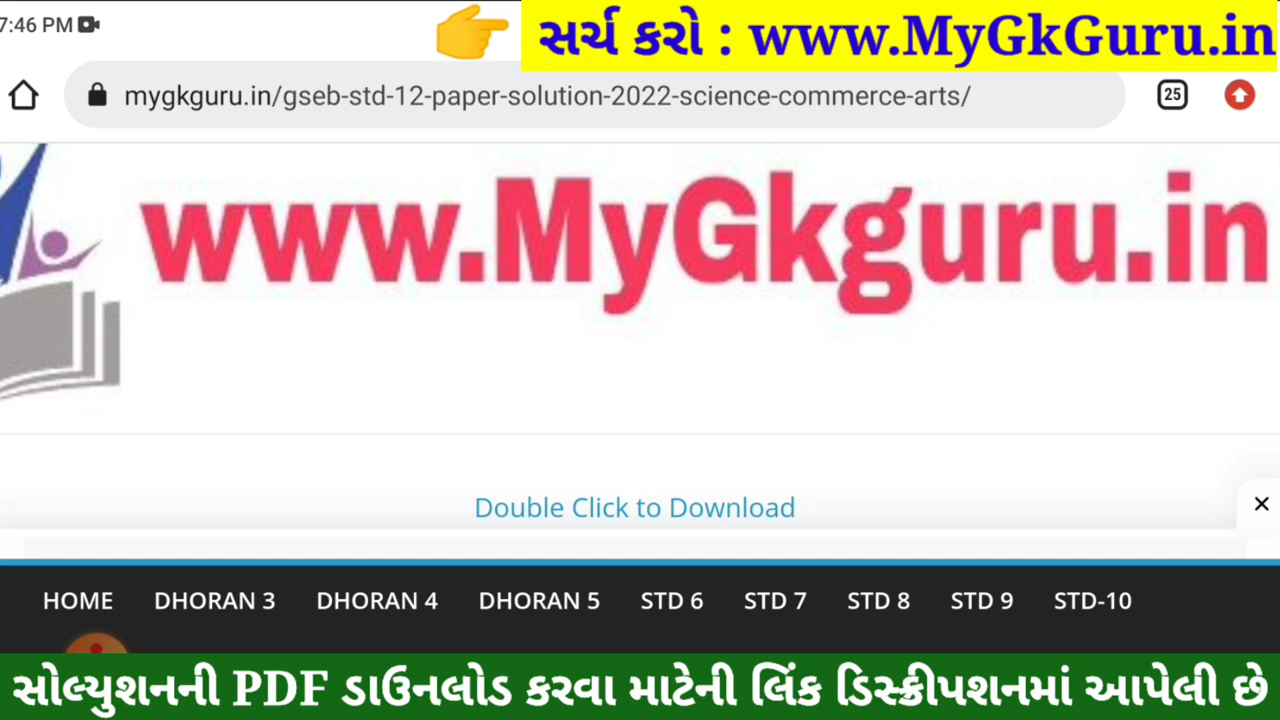 7:46 PM
સર્ચ કરો : www.MyGkGuru.in
mygkguru.in/gseb-std-12-paper-solution-2022-science-commerce-arts/
25
www.MyGkguru.in
Double Click to Download
HOME DHORAN 3 DHORAN 4 DHORAN 5 STD 6 STD 7 STD 8 STD 9 STD-10
સોલ્યુશનની PDF ડાઉનલોડ કરવા માટેની લિંક ડિસ્ક્રીપશનમાં આપેલી છે